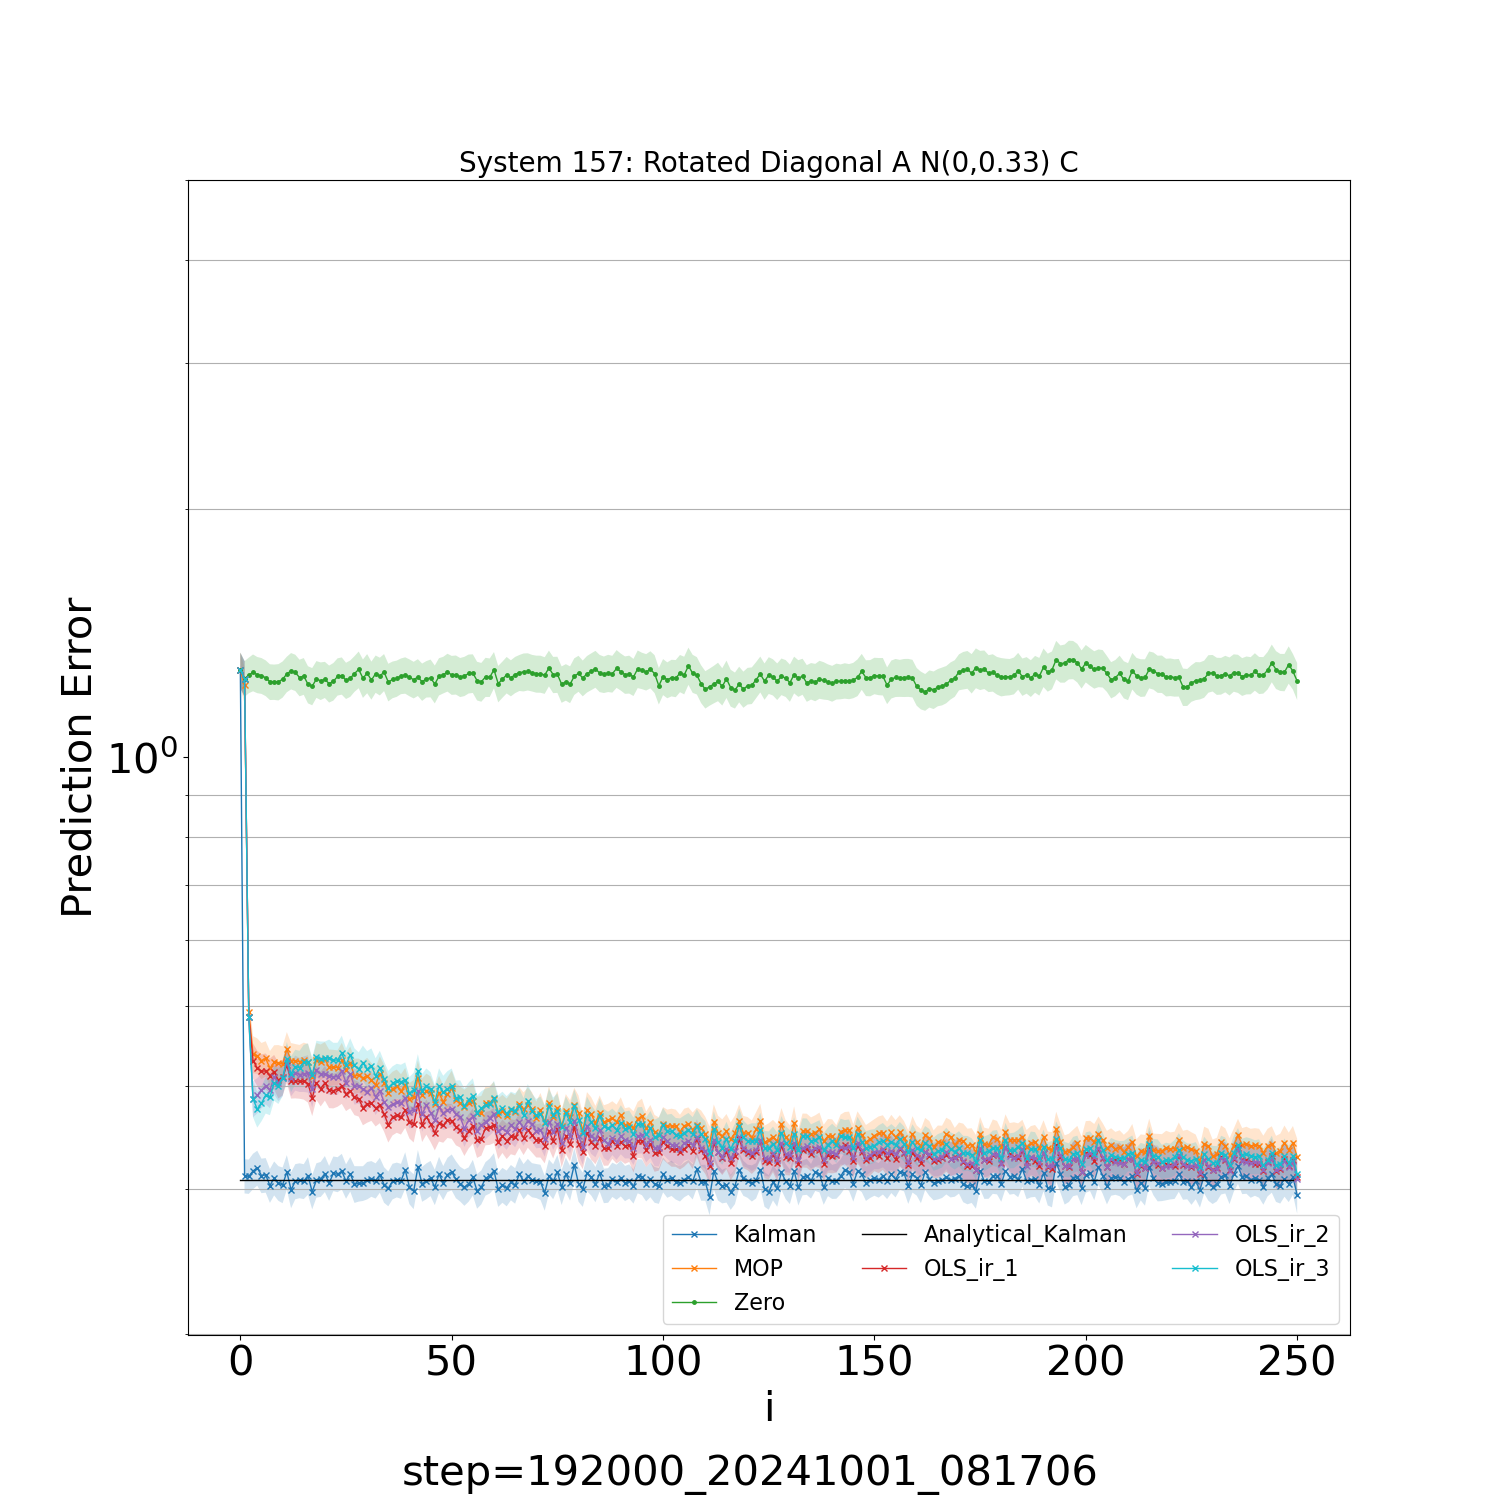 System 157: Rotated Diagonal A N(0,0.33) C
Prediction Error
10⁰
Kalman
MOP
Zero
Analytical_Kalman
OLS_ir_1
OLS_ir_2
OLS_ir_3
0 50 100 150 200 250
i
step=192000_20241001_081706